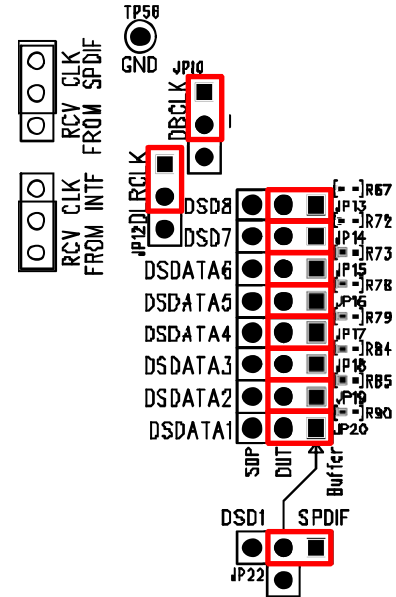 TP58
GND
RCV CLK
FROM SPDIF
JP10
DBCLK
RCV CLK
FROM INTF
DLRCLK
JP12
R67
DSD8
JP13
R72
DSD7
JP14
R73
DSDATA6
JP15
R78
DSDATA5
JP16
R79
DSDATA4
JP17
R84
DSDATA3
JP18
R85
DSDATA2
JP19
R90
DSDATA1
JP20
SDP
DUT
Buffer
DSD1
SPDIF
JP22